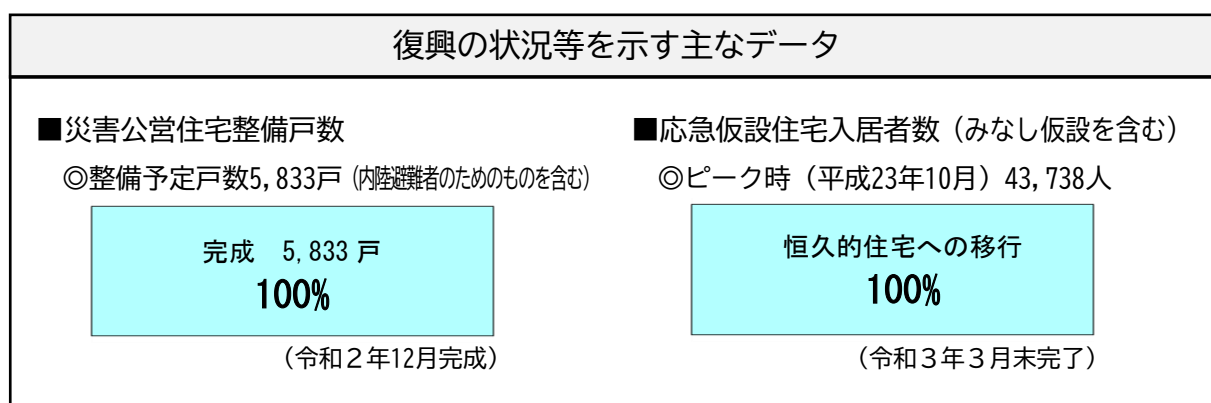 復興の状況等を示す主なデータ
■災害公営住宅整備戸数
◎整備予定戸数5,833戸（内陸避難者のためのものを含む）
完成　5,833 戸
100%
（令和２年12月完成）
■応急仮設住宅入居者数（みなし仮設を含む）
◎ピーク時（平成23年10月）43,738人
恒久的住宅への移行
100%
（令和３年３月末完了）